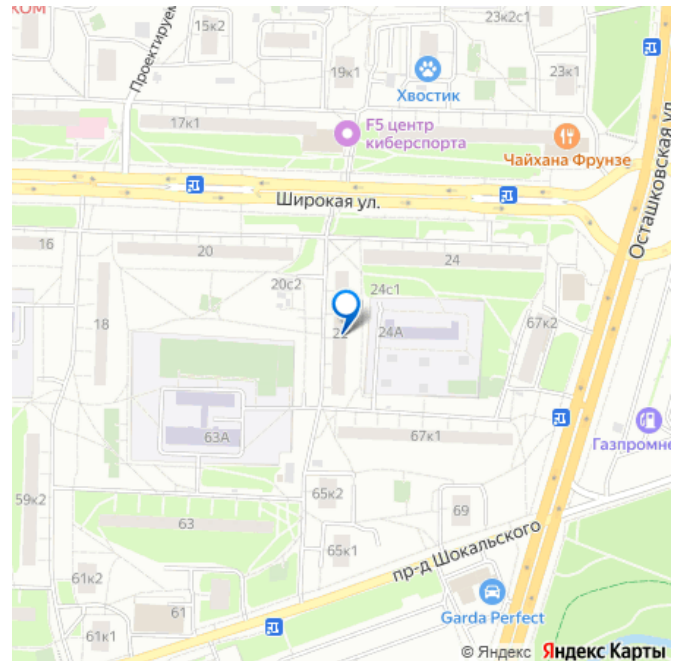 КОМ
15к2
Проектируем
19к1
23к2с1
Хвостик
23к1
17к1
F5 центр
киберспорта
Чайхана Фрунзе
Осташковская ул.
Широкая ул.
16
20
24
20с2
24с1
18
22
24А
67к2
63А
67к1
Газпромне
59к2
65к2
69
63
65к1
пр-д Шокальского
61к2
61
Garda Perfect
61к1
© Яндекс Яндекс Карты